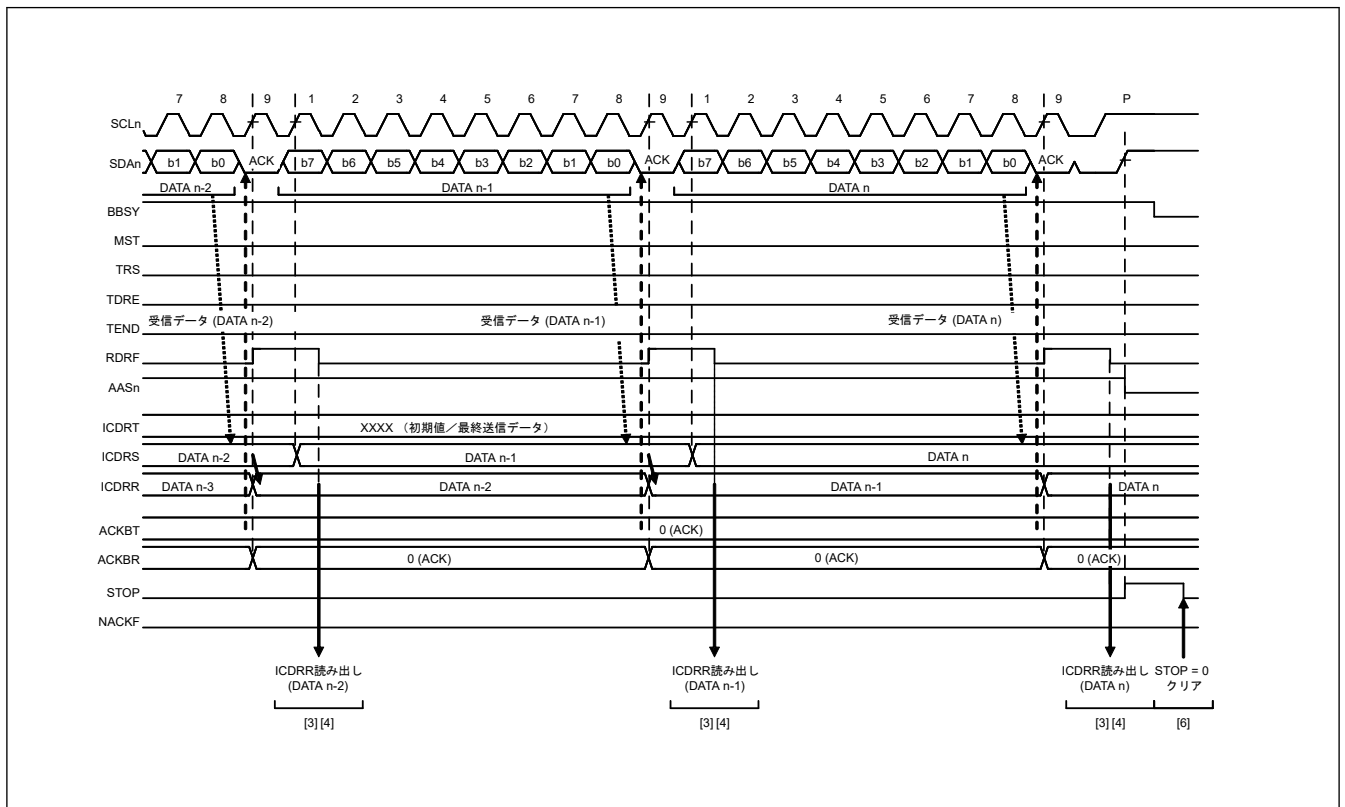 7 8 9 1 2 3 4 5 6 7 8 9 1 2 3 4 5 6 7 8 9 P
SCLn
SDAn b1 b0 ACK b7 b6 b5 b4 b3 b2 b1 b0 ACK b7 b6 b5 b4 b3 b2 b1 b0 ACK
DATA n-2 DATA n-1 DATA n
BBSY
MST
TRS
TDRE
受信データ (DATA n-2) 受信データ (DATA n-1) 受信データ (DATA n)
TEND
RDRF
AASn
ICDRT XXXX （初期値／最終送信データ）
ICDRS DATA n-2 DATA n-1 DATA n
ICDRR DATA n-3 DATA n-2 DATA n-1 DATA n
ACKBT 0 (ACK)
ACKBR 0 (ACK) 0 (ACK) 0 (ACK)
STOP
NACKF
ICDRR読み出し ICDRR読み出し ICDRR読み出し STOP = 0
(DATA n-2) (DATA n-1) (DATA n) クリア
[3] [4] [3] [4] [3] [4] [6]